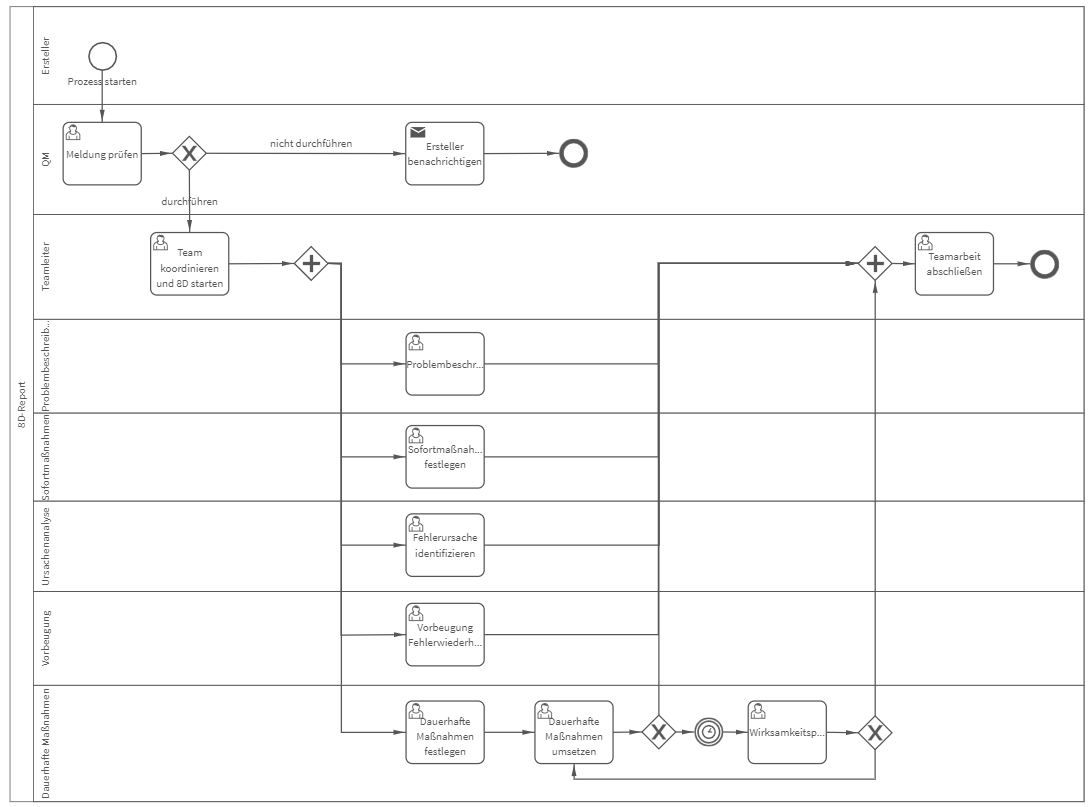 8D-Report
Ersteller
Prozess starten
QM
Meldung prüfen
nicht durchführen
Ersteller
benachrichtigen
durchführen
Teamleiter
Team
koordinieren
und 8D starten
Teamarbeit
abschließen
Problembeschreib...
Problembeschr...
Sofortmaßnahmen
Sofortmaßnah...
festlegen
Ursachenanalyse
Fehlerursache
identifizieren
Vorbeugung
Vorbeugung
Fehlerwiederh...
Dauerhafte Maßnahmen
Dauerhafte
Maßnahmen
festlegen
Dauerhafte
Maßnahmen
umsetzen
Wirksamkeitsp...